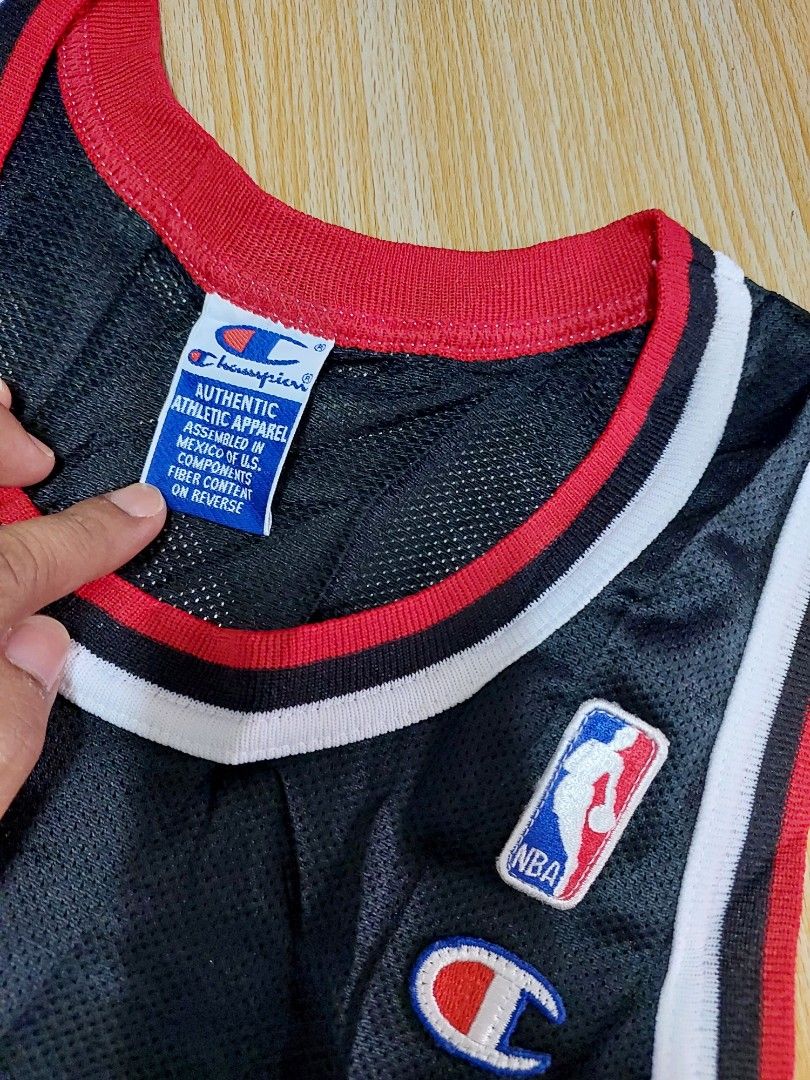 Champion®
AUTHENTIC
ATHLETIC APPAREL
ASSEMBLED IN
MEXICO OF U.S.
COMPONENTS
FIBER CONTENT
ON REVERSE
NBA